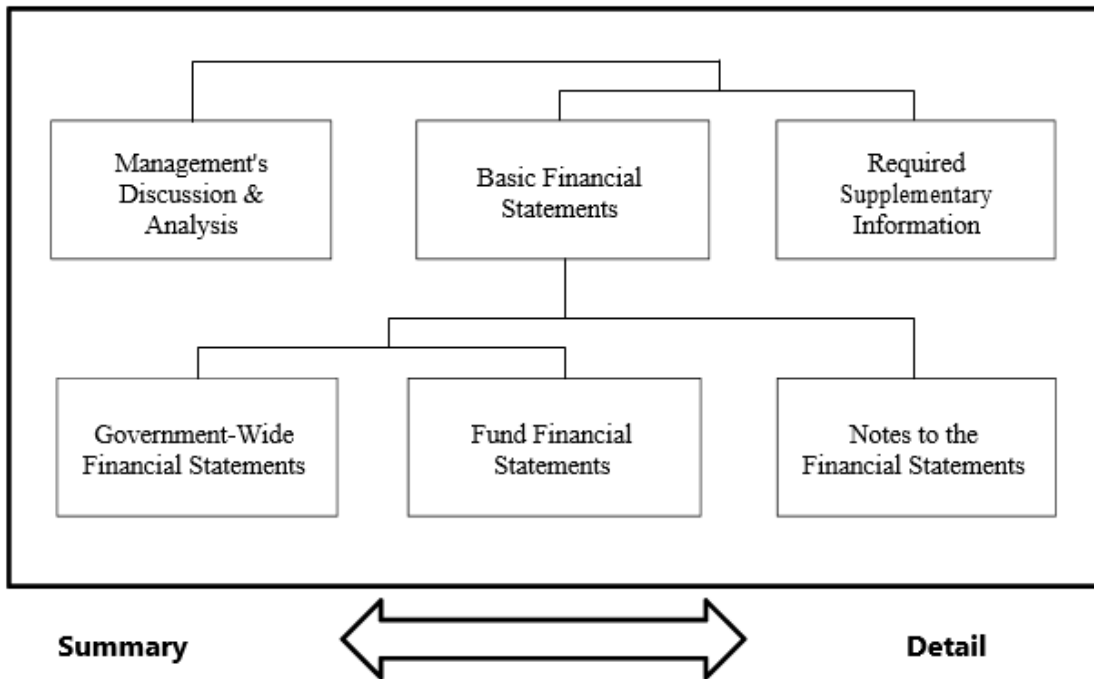 Management's
Discussion &
Analysis
Basic Financial
Statements
Required
Supplementary
Information
Government-Wide
Financial Statements
Fund Financial
Statements
Notes to the
Financial Statements
Summary
Detail